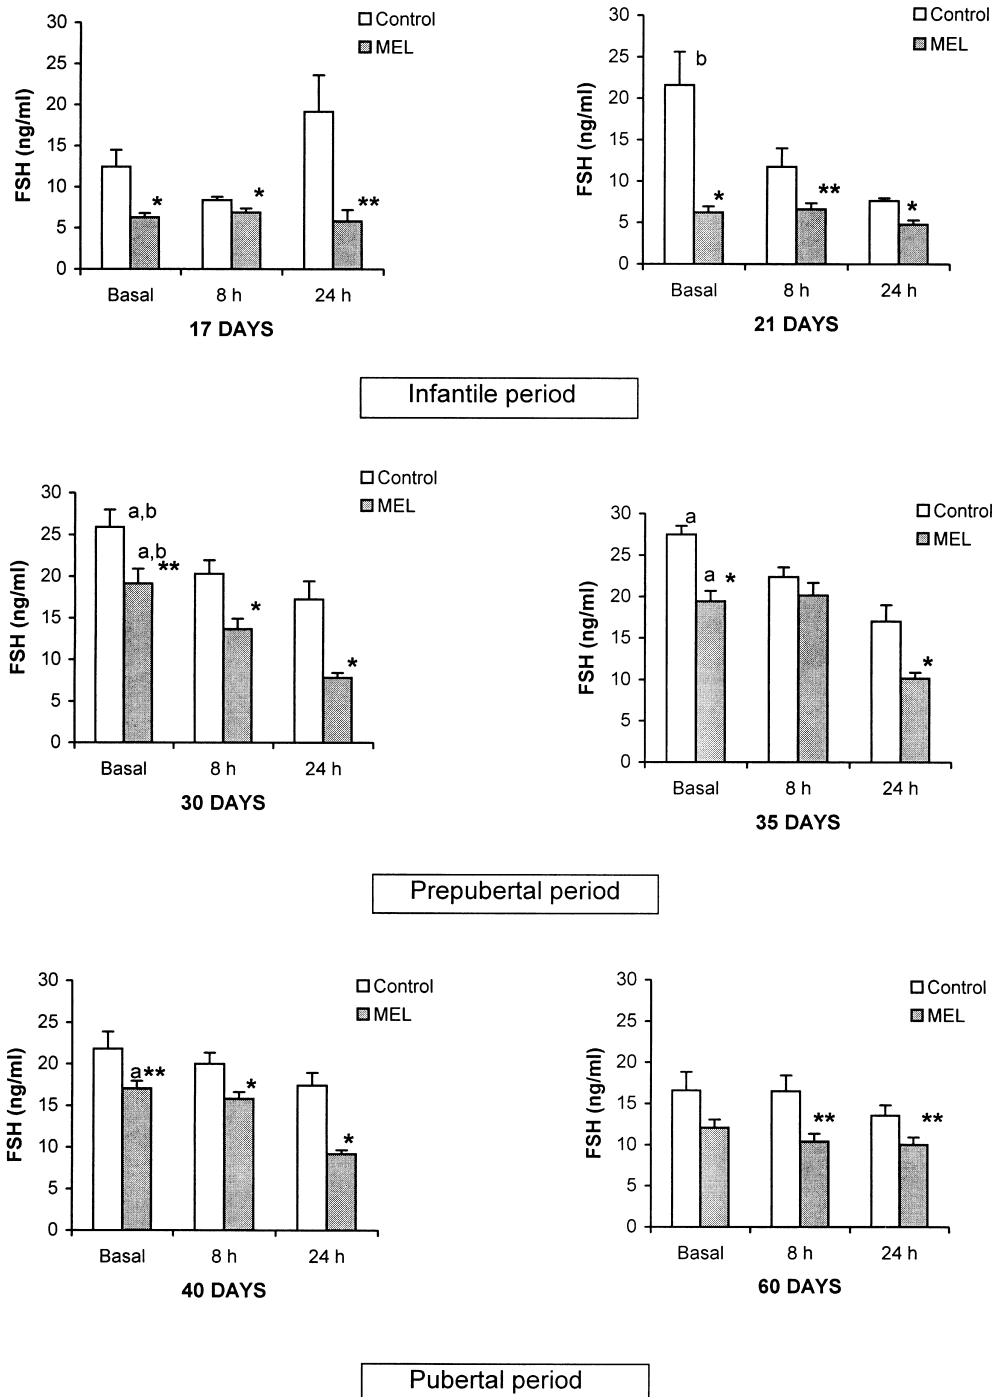 30
25
20
15
10
5
0
FSH (ng/ml)
Control
MEL
*
*
**
Basal 8 h 24 h
17 DAYS
30
25
20
15
10
5
0
FSH (ng/ml)
Control
MEL
b
*
**
*
Basal 8 h 24 h
21 DAYS
Infantile period
30
25
20
15
10
5
0
FSH (ng/ml)
Control
MEL
a,b
a,b **
*
*
Basal 8 h 24 h
30 DAYS
30
25
20
15
10
5
0
FSH (ng/ml)
Control
MEL
a
a *
*
Basal 8 h 24 h
35 DAYS
Prepubertal period
30
25
20
15
10
5
0
FSH (ng/ml)
Control
MEL
a**
*
*
Basal 8 h 24 h
40 DAYS
30
25
20
15
10
5
0
FSH (ng/ml)
Control
MEL
**
**
Basal 8 h 24 h
60 DAYS
Pubertal period